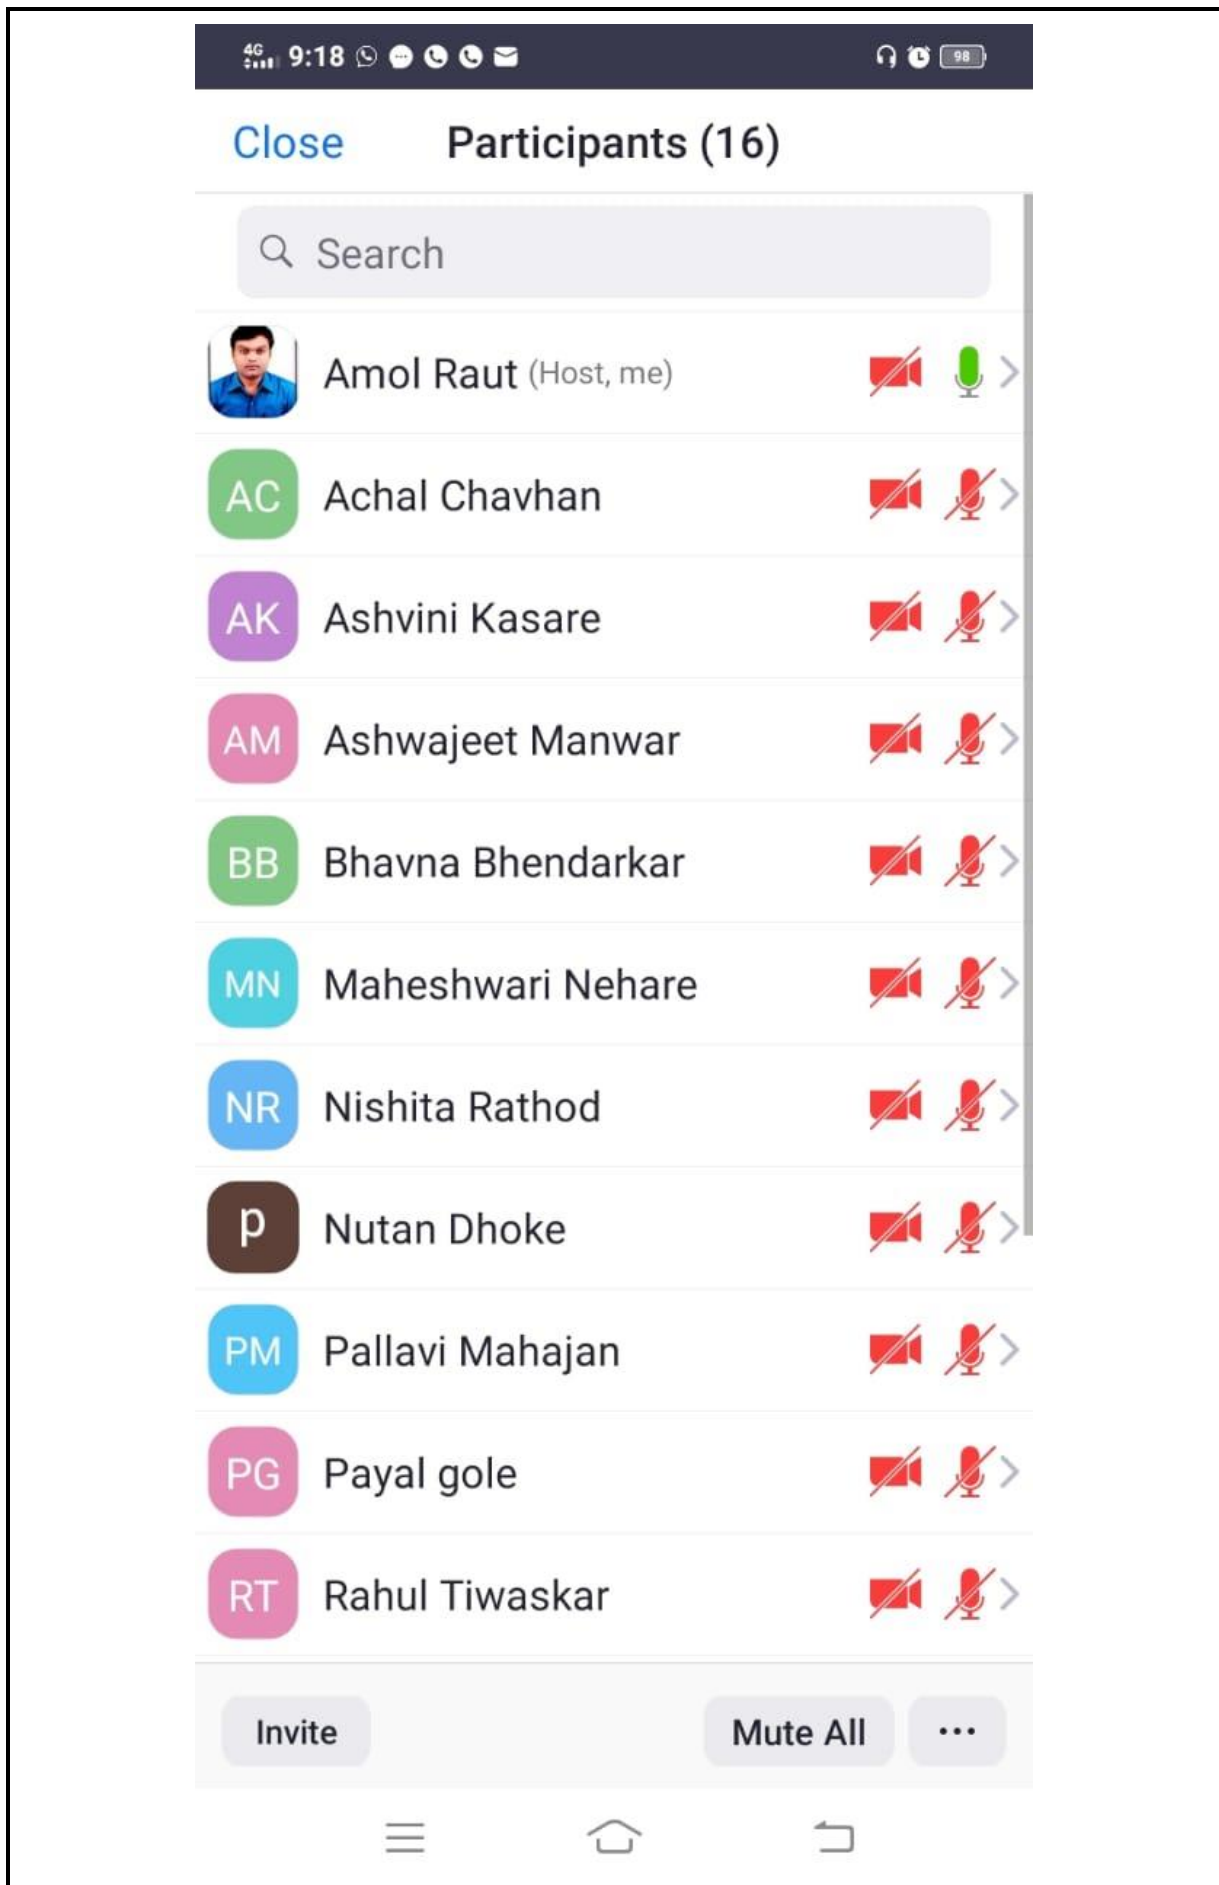 4G 9:18 98
Close Participants (16)
Search
Amol Raut (Host, me)
AC Achal Chavhan
AK Ashvini Kasare
AM Ashwajeet Manwar
BB Bhavna Bhendarkar
MN Maheshwari Nehare
NR Nishita Rathod
p Nutan Dhoke
PM Pallavi Mahajan
PG Payal gole
RT Rahul Tiwaskar
Invite Mute All ...